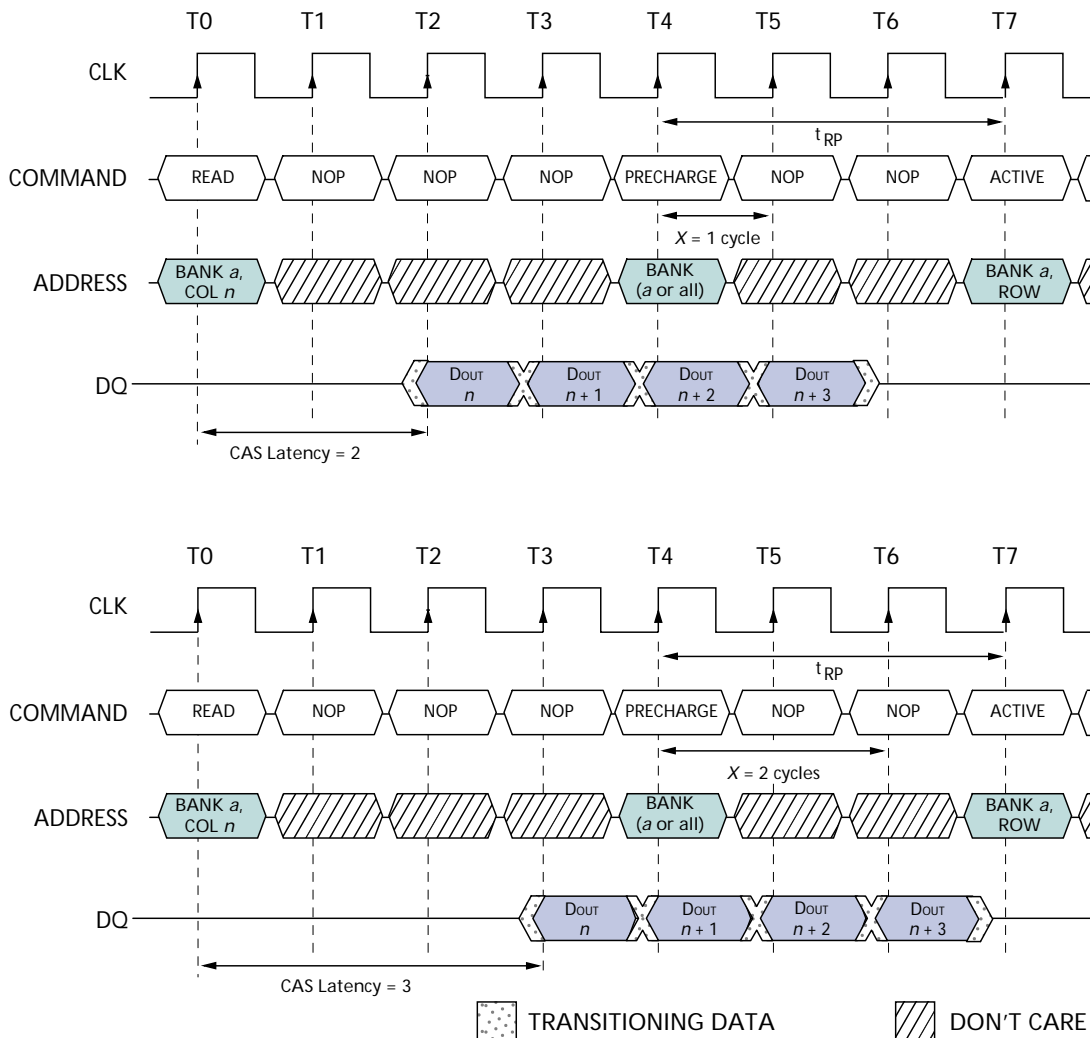 T0 T1 T2 T3 T4 T5 T6 T7
CLK
tRP
COMMAND READ NOP NOP NOP PRECHARGE NOP NOP ACTIVE
X = 1 cycle
ADDRESS BANK a, BANK BANK a,
COL n (a or all) ROW
DQ DOUT DOUT DOUT DOUT
n n + 1 n + 2 n + 3
CAS Latency = 2
T0 T1 T2 T3 T4 T5 T6 T7
CLK
tRP
COMMAND READ NOP NOP NOP PRECHARGE NOP NOP ACTIVE
X = 2 cycles
ADDRESS BANK a, BANK BANK a,
COL n (a or all) ROW
DQ DOUT DOUT DOUT DOUT
n n + 1 n + 2 n + 3
CAS Latency = 3
TRANSITIONING DATA DON'T CARE